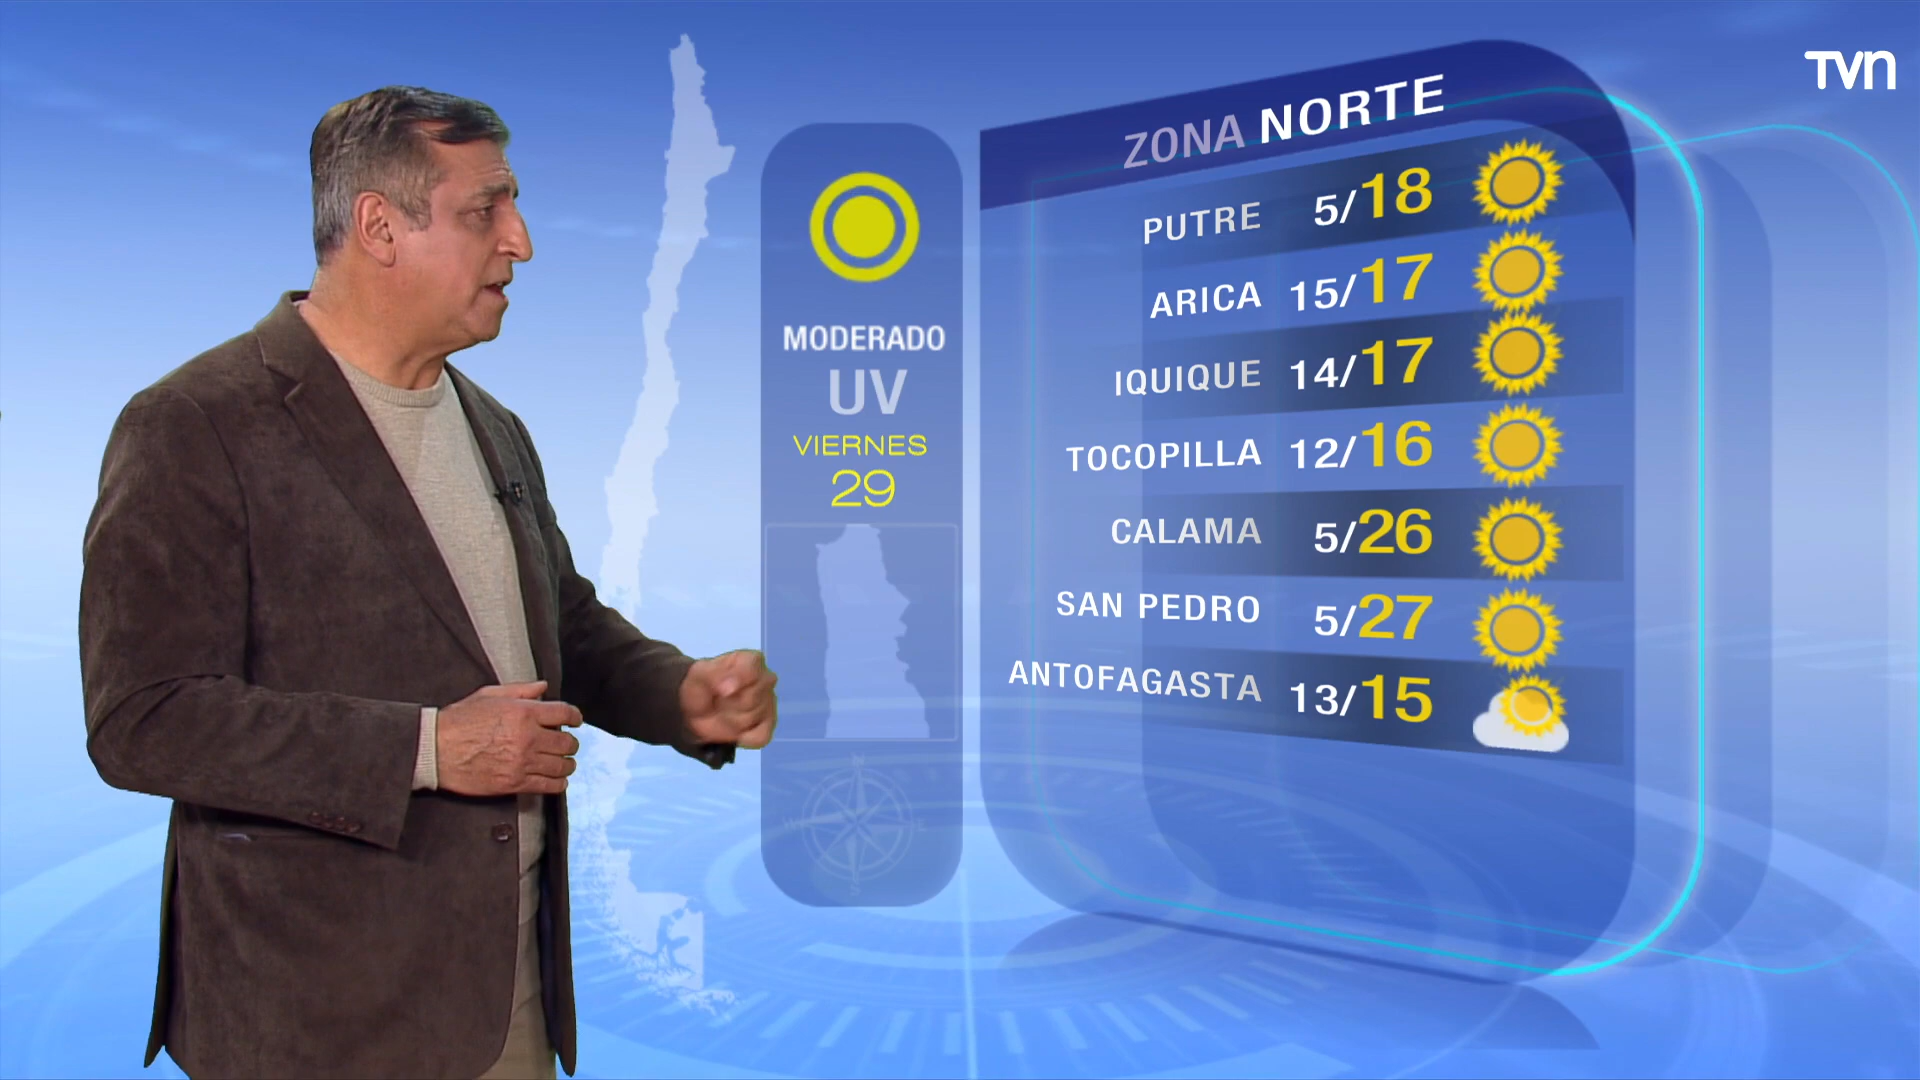 TVN
ZONA NORTE
MODERADO
UV
VIERNES
29
PUTRE 5/18
ARICA 15/17
IQUIQUE 14/17
TOCOPILLA 12/16
CALAMA 5/26
SAN PEDRO 5/27
ANTOFAGASTA 13/15
N
W E
S